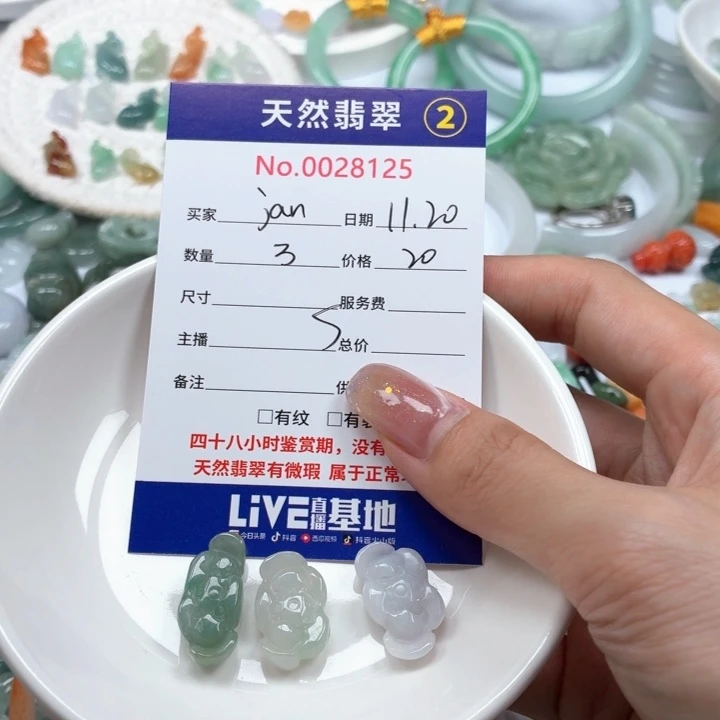 天然翡翠 2
No.0028125
买家 jan 日期 11.20
数量 3 价格 20
尺寸 服务费
主播 总价
备注 供
□有纹 □有
四十八小时鉴赏期，没有
天然翡翠有微瑕 属于正常
LiVE直播基地
今日头条 抖音 西瓜视频 抖音火山版